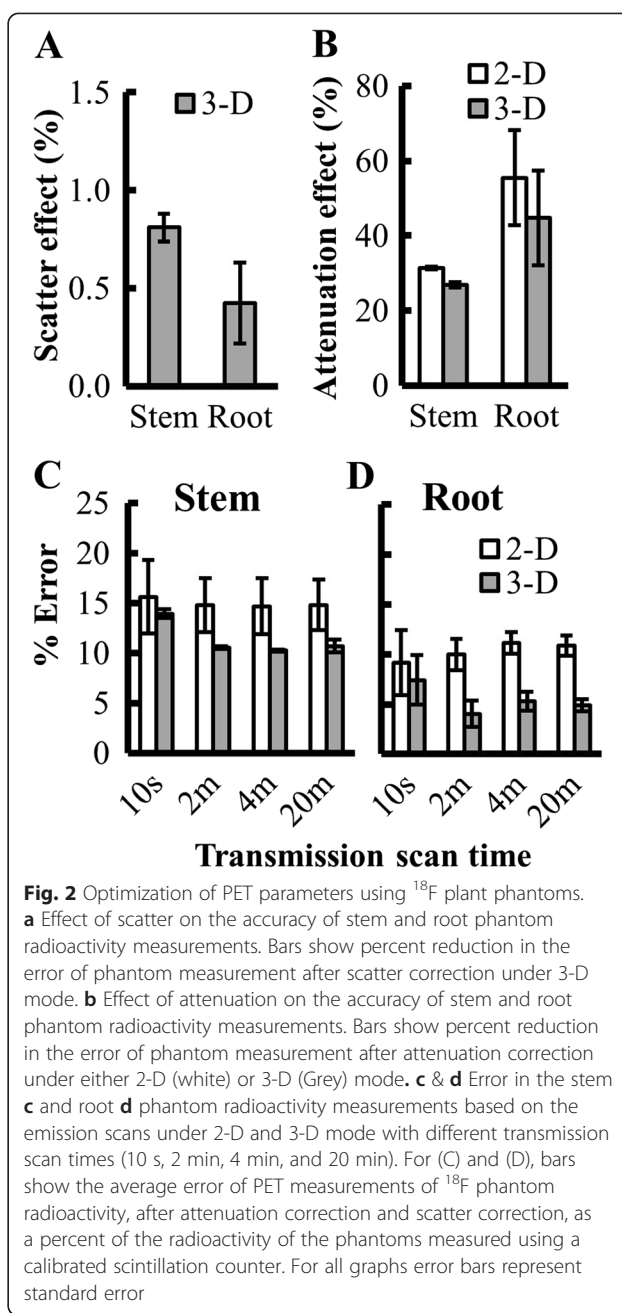 A
B
Scatter effect (%)
1.5
1.0
0.5
0.0
3-D
Stem Root
Attenuation effect (%)
80
60
40
20
0
2-D
3-D
Stem Root
C
Stem
D
Root
% Error
25
20
15
10
5
0
2-D
3-D
10s 2m 4m 20m
10s 2m 4m 20m
Transmission scan time
Fig. 2 Optimization of PET parameters using 18F plant phantoms.
a Effect of scatter on the accuracy of stem and root phantom
radioactivity measurements. Bars show percent reduction in the
error of phantom measurement after scatter correction under 3-D
mode. b Effect of attenuation on the accuracy of stem and root
phantom radioactivity measurements. Bars show percent reduction
in the error of phantom measurement after attenuation correction
under either 2-D (white) or 3-D (Grey) mode. c & d Error in the stem
c and root d phantom radioactivity measurements based on the
emission scans under 2-D and 3-D mode with different transmission
scan times (10 s, 2 min, 4 min, and 20 min). For (C) and (D), bars
show the average error of PET measurements of 18F phantom
radioactivity, after attenuation correction and scatter correction, as
a percent of the radioactivity of the phantoms measured using a
calibrated scintillation counter. For all graphs error bars represent
standard error